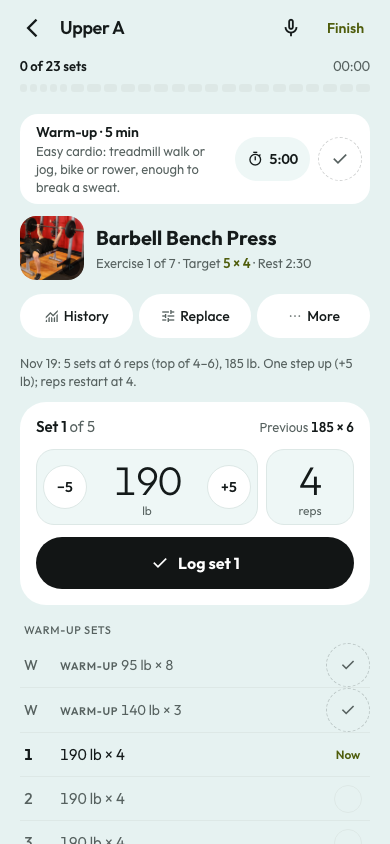 Upper A
Finish
0 of 23 sets
00:00
Warm-up · 5 min
Easy cardio: treadmill walk or
jog, bike or rower, enough to
break a sweat.
5:00
Barbell Bench Press
Exercise 1 of 7 · Target 5 × 4 · Rest 2:30
History
Replace
More
Nov 19: 5 sets at 6 reps (top of 4–6), 185 lb. One step up (+5
lb); reps restart at 4.
Set 1 of 5
Previous 185 × 6
−5
190
lb
+5
4
reps
Log set 1
WARM-UP SETS
W WARM-UP 95 lb × 8
W WARM-UP 140 lb × 3
1 190 lb × 4 Now
2 190 lb × 4
3 190 lb × 4